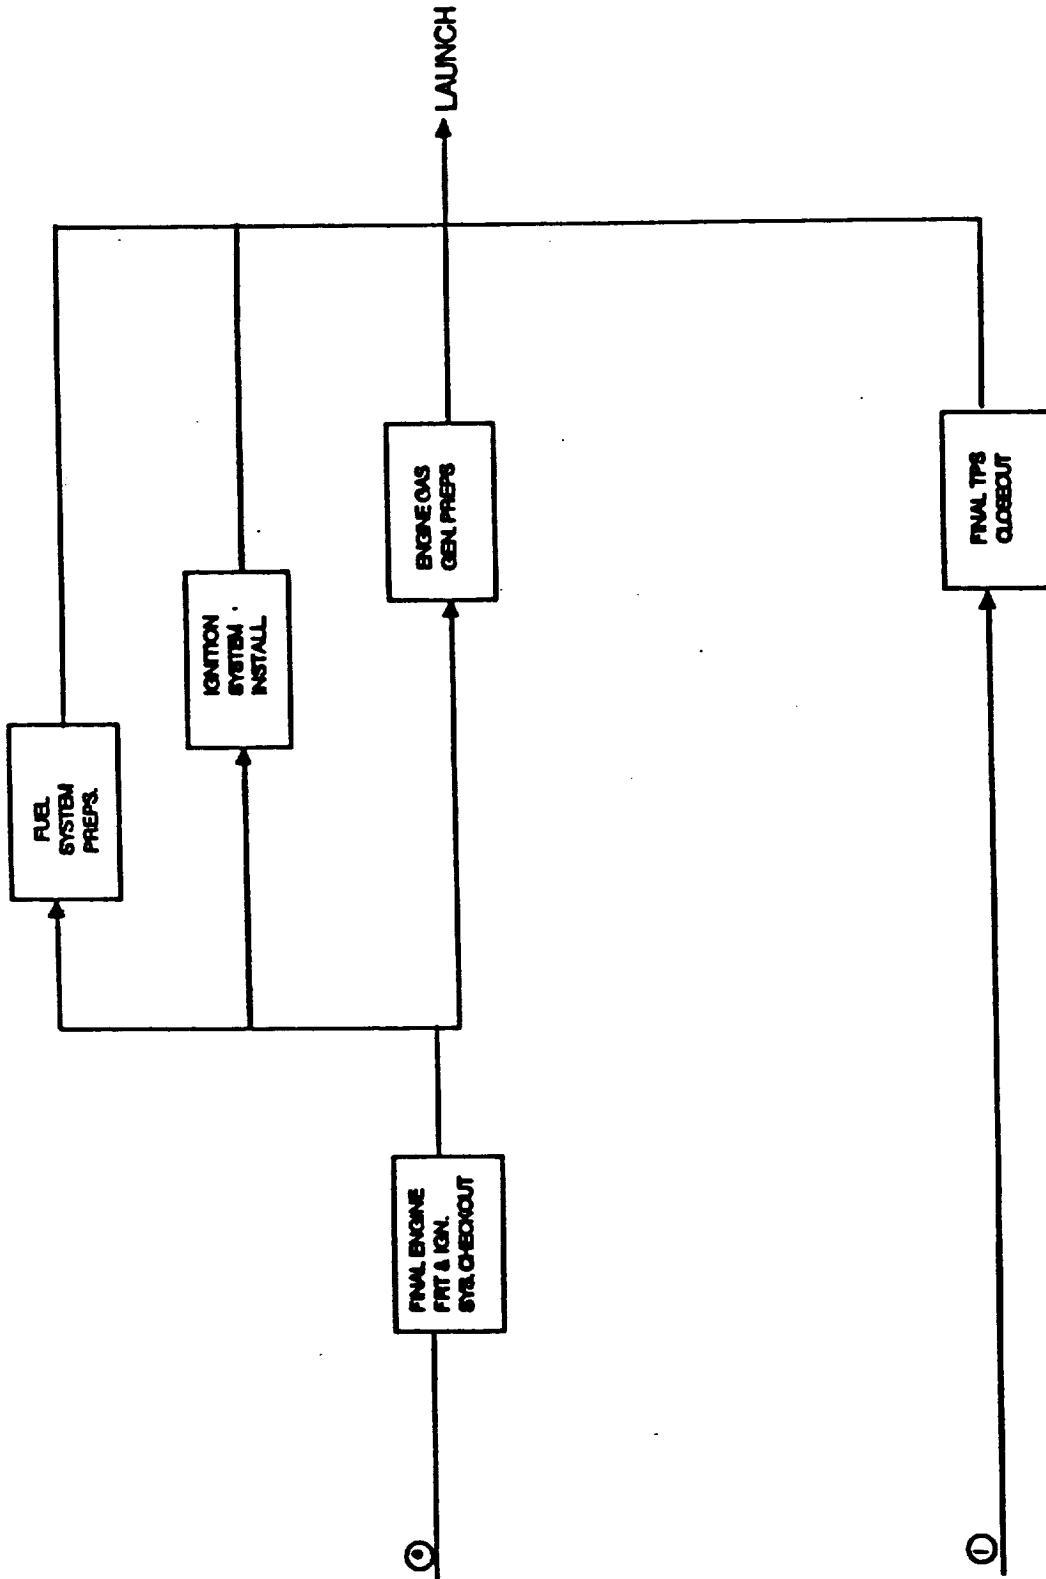 FUEL
SYSTEM
PREPS.
IGNITION
SYSTEM
INSTALL.
FINAL ENGINE
FRT & IGN.
SYS. CHECKOUT
ENGINE GAS
GEN. PREPS
LAUNCH
FINAL TPS
CLOSEOUT